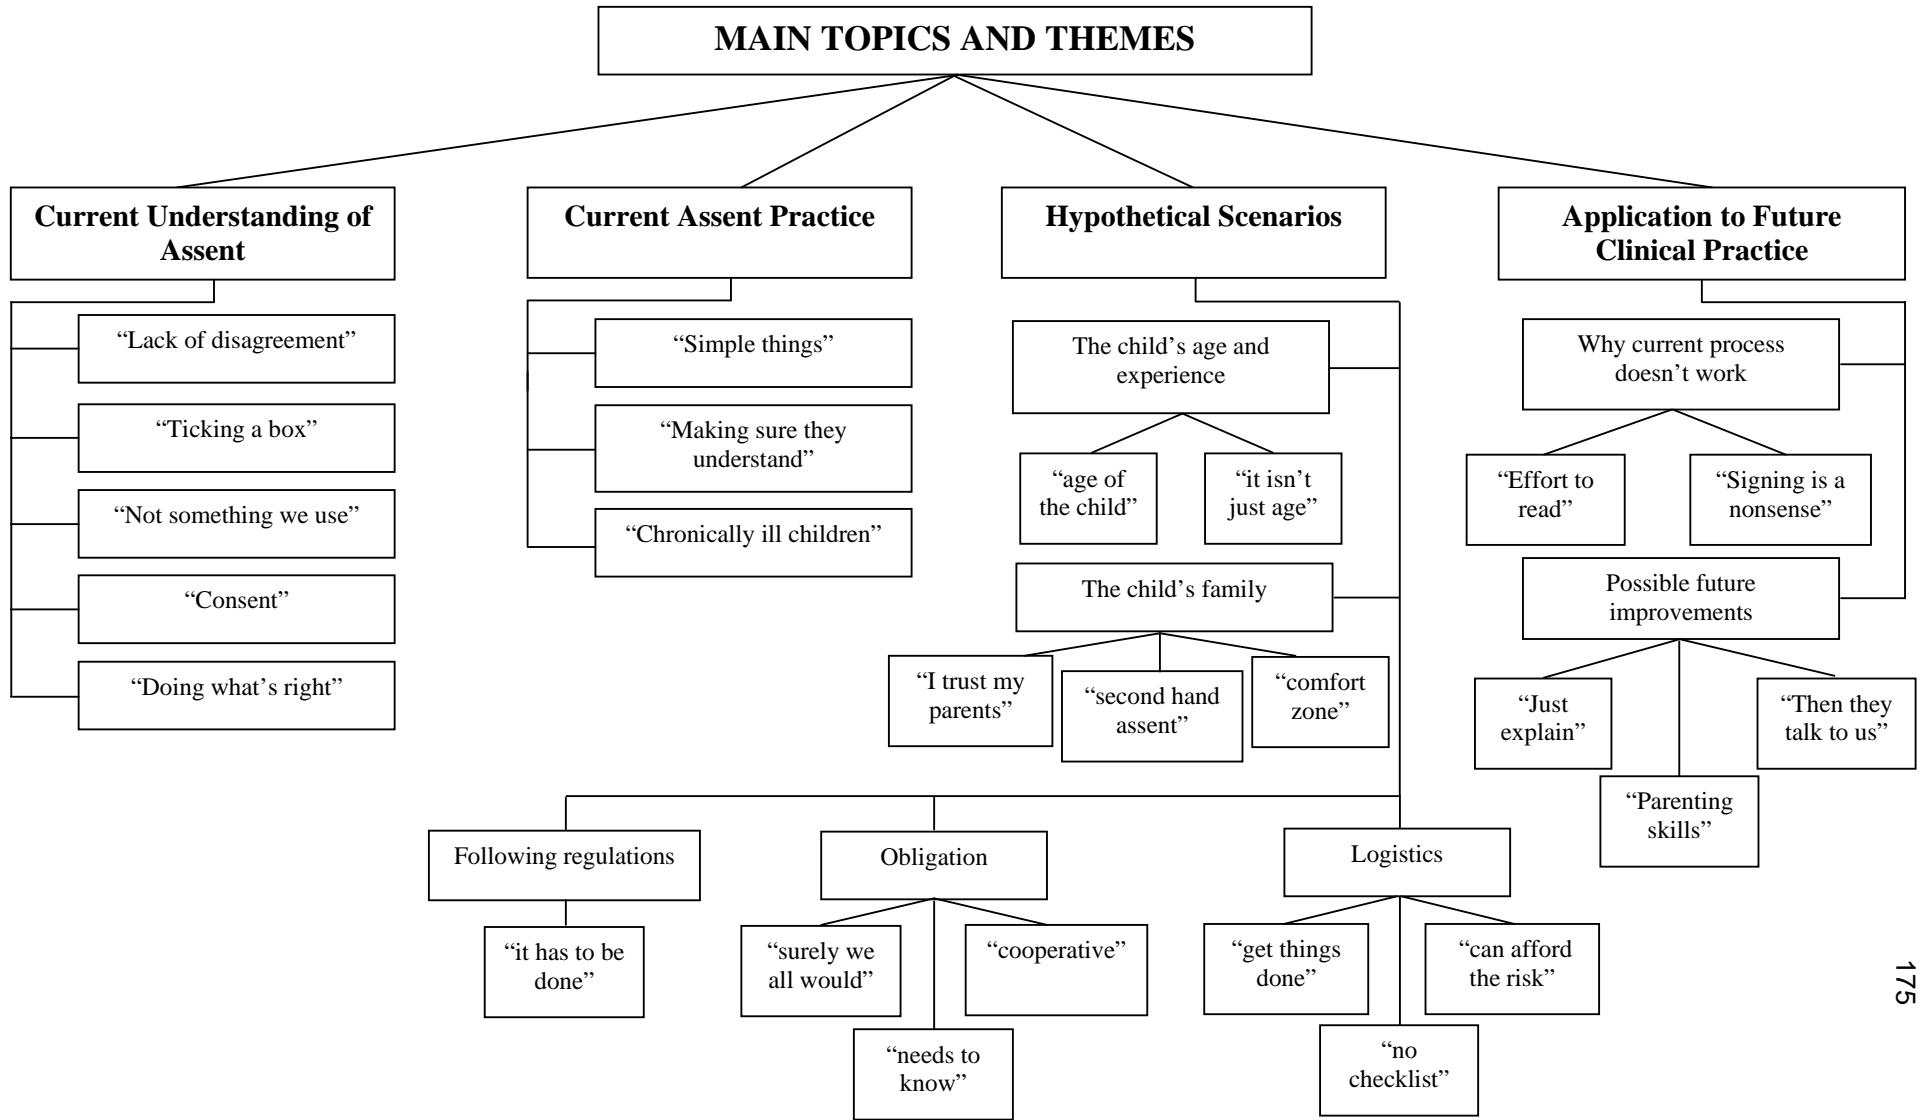 MAIN TOPICS AND THEMES
Current Understanding of
Assent
“Lack of disagreement”
“Ticking a box”
“Not something we use”
“Consent”
“Doing what’s right”
Current Assent Practice
“Simple things”
“Making sure they
understand”
“Chronically ill children”
Hypothetical Scenarios
The child’s age and
experience
“age of
the child”
“it isn’t
just age”
The child’s family
“I trust my
parents”
“second hand
assent”
“comfort
zone”
Following regulations
“it has to be
done”
Obligation
“surely we
all would”
“needs to
know”
“cooperative”
Logistics
“get things
done”
“no
checklist”
“can afford
the risk”
Application to Future
Clinical Practice
Why current process
doesn’t work
“Effort to
read”
“Signing is a
nonsense”
Possible future
improvements
“Just
explain”
“Parenting
skills”
“Then they
talk to us”
175